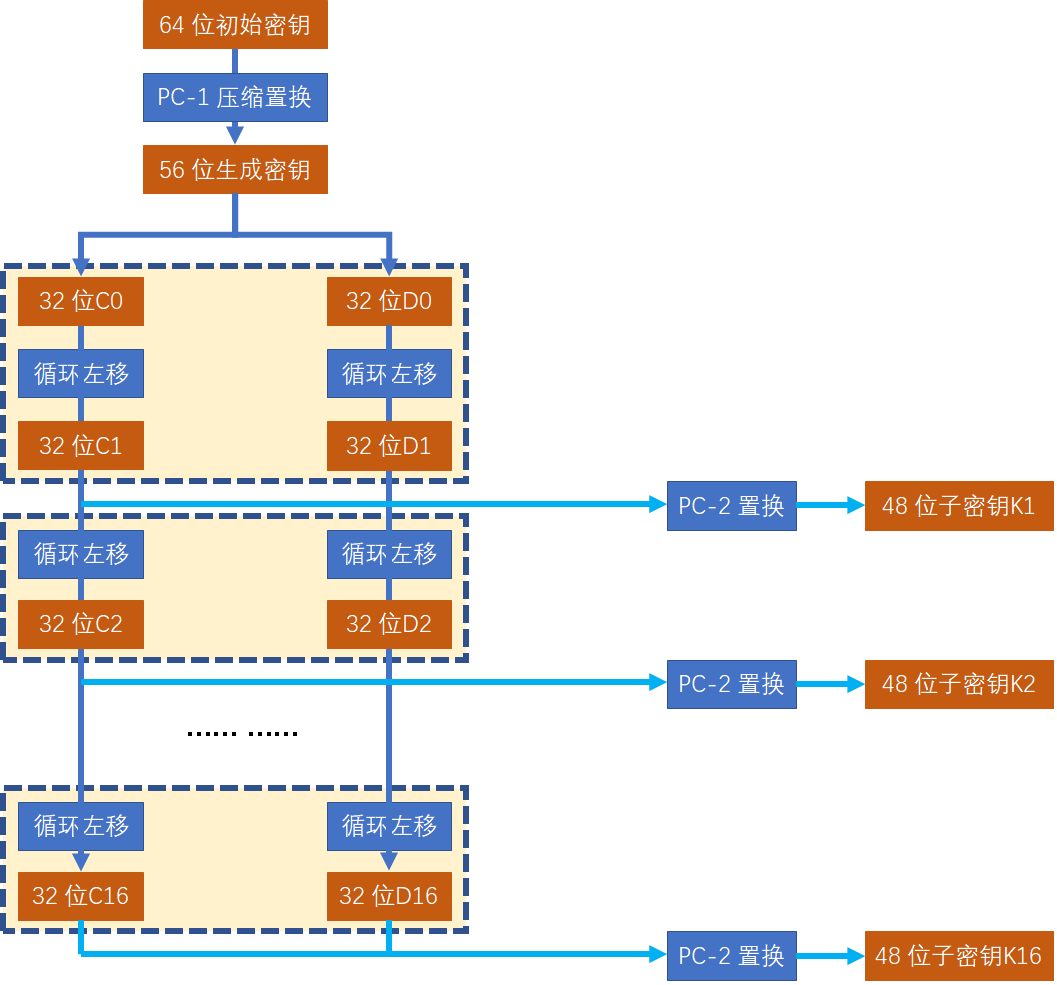 64 位初始密钥
PC-1 压缩置换
56 位生成密钥
32 位C0
32 位D0
循环左移
循环左移
32 位C1
32 位D1
PC-2 置换
48 位子密钥K1
循环左移
循环左移
32 位C2
32 位D2
PC-2 置换
48 位子密钥K2
…… ……
循环左移
循环左移
32 位C16
32 位D16
PC-2 置换
48 位子密钥K16